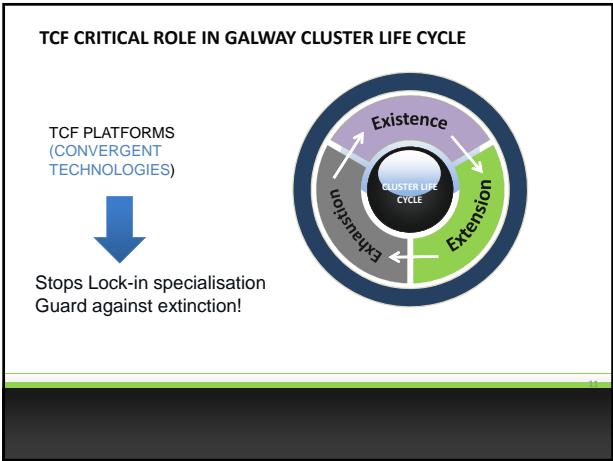 TCF CRITICAL ROLE IN GALWAY CLUSTER LIFE CYCLE
TCF PLATFORMS
(CONVERGENT
TECHNOLOGIES)
Stops Lock-in specialisation
Guard against extinction!
Existence
Extension
Exhaustion
CLUSTER LIFE
CYCLE
11